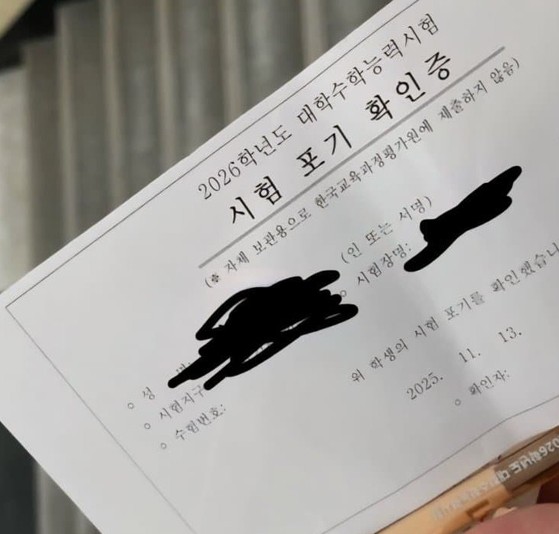 2026학년도 대학수학능력시험
시험 포기 확인증
(※ 자체 보관용으로 한국교육과정평가원에 제출하지 않음)
(인 또는 서명)
○ 성
○ 시험지구
○ 시험장명:
○ 수험번호:
위 학생의 시험 포기를 확인했습니
2025. 11. 13.
○ 확인자: